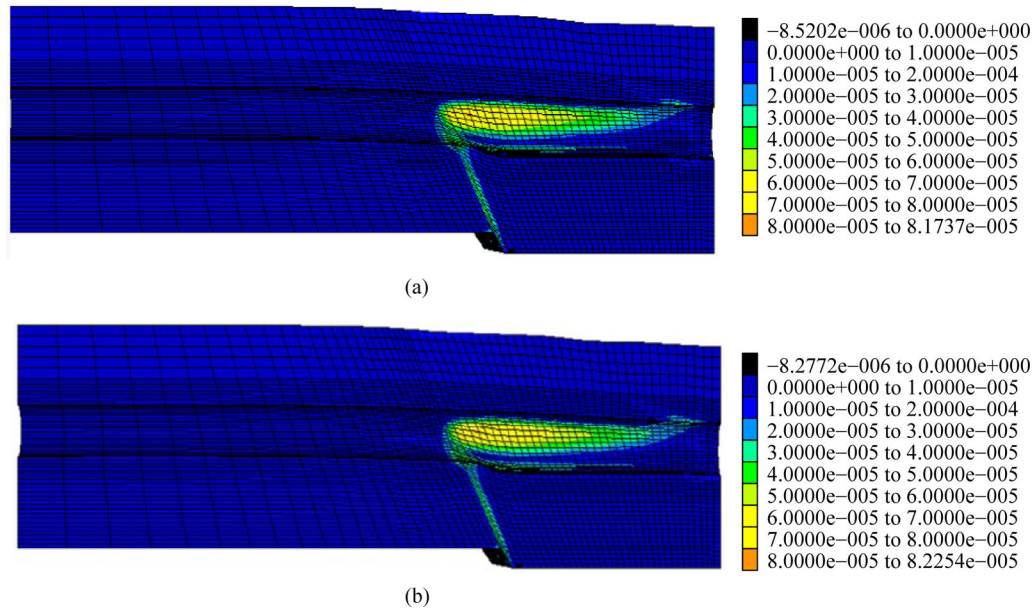 −8.5202e−006 to 0.0000e+000
0.0000e+000 to 1.0000e−005
1.0000e−005 to 2.0000e−004
2.0000e−005 to 3.0000e−005
3.0000e−005 to 4.0000e−005
4.0000e−005 to 5.0000e−005
5.0000e−005 to 6.0000e−005
6.0000e−005 to 7.0000e−005
7.0000e−005 to 8.0000e−005
8.0000e−005 to 8.1737e−005
(a)
−8.2772e−006 to 0.0000e+000
0.0000e+000 to 1.0000e−005
1.0000e−005 to 2.0000e−004
2.0000e−005 to 3.0000e−005
3.0000e−005 to 4.0000e−005
4.0000e−005 to 5.0000e−005
5.0000e−005 to 6.0000e−005
6.0000e−005 to 7.0000e−005
7.0000e−005 to 8.0000e−005
8.0000e−005 to 8.2254e−005
(b)